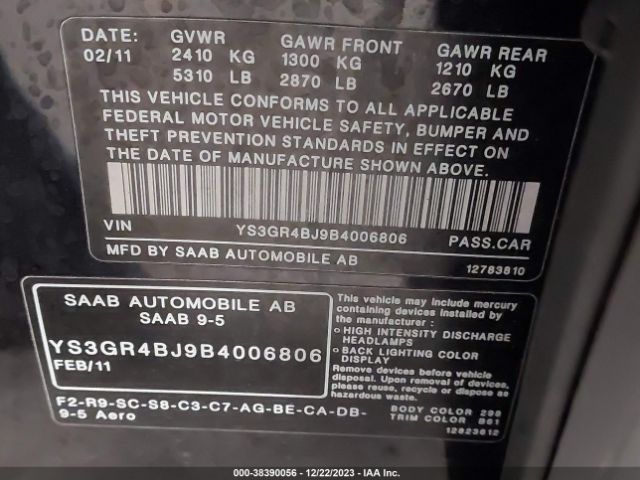 DATE: GVWR GAWR FRONT GAWR REAR
02/11 2410 KG 1300 KG 1210 KG
5310 LB 2870 LB 2670 LB
THIS VEHICLE CONFORMS TO ALL APPLICABLE
FEDERAL MOTOR VEHICLE SAFETY, BUMPER AND
THEFT PREVENTION STANDARDS IN EFFECT ON
THE DATE OF MANUFACTURE SHOWN ABOVE.
VIN YS3GR4BJ9B4006806 PASS.CAR
MFD BY SAAB AUTOMOBILE AB 12783810
SAAB AUTOMOBILE AB
SAAB 9-5
YS3GR4BJ9B4006806
FEB/11
This vehicle may include mercury
containing devices installed by
the manufacturer:
o HIGH INTENSITY DISCHARGE
HEADLAMPS
o BACK LIGHTING COLOR
DISPLAY
Remove mercury devices before
vehicle disposal. Upon removal
of devices please reuse, recycle
or dispose as hazardous waste.
F2-R9-SC-S8-C3-C7-AG-BE-CA-DB-
9-5 Aero
BODY COLOR 299
TRIM COLOR B61
12823612
000-38390056 - 12/22/2023 - IAA Inc.